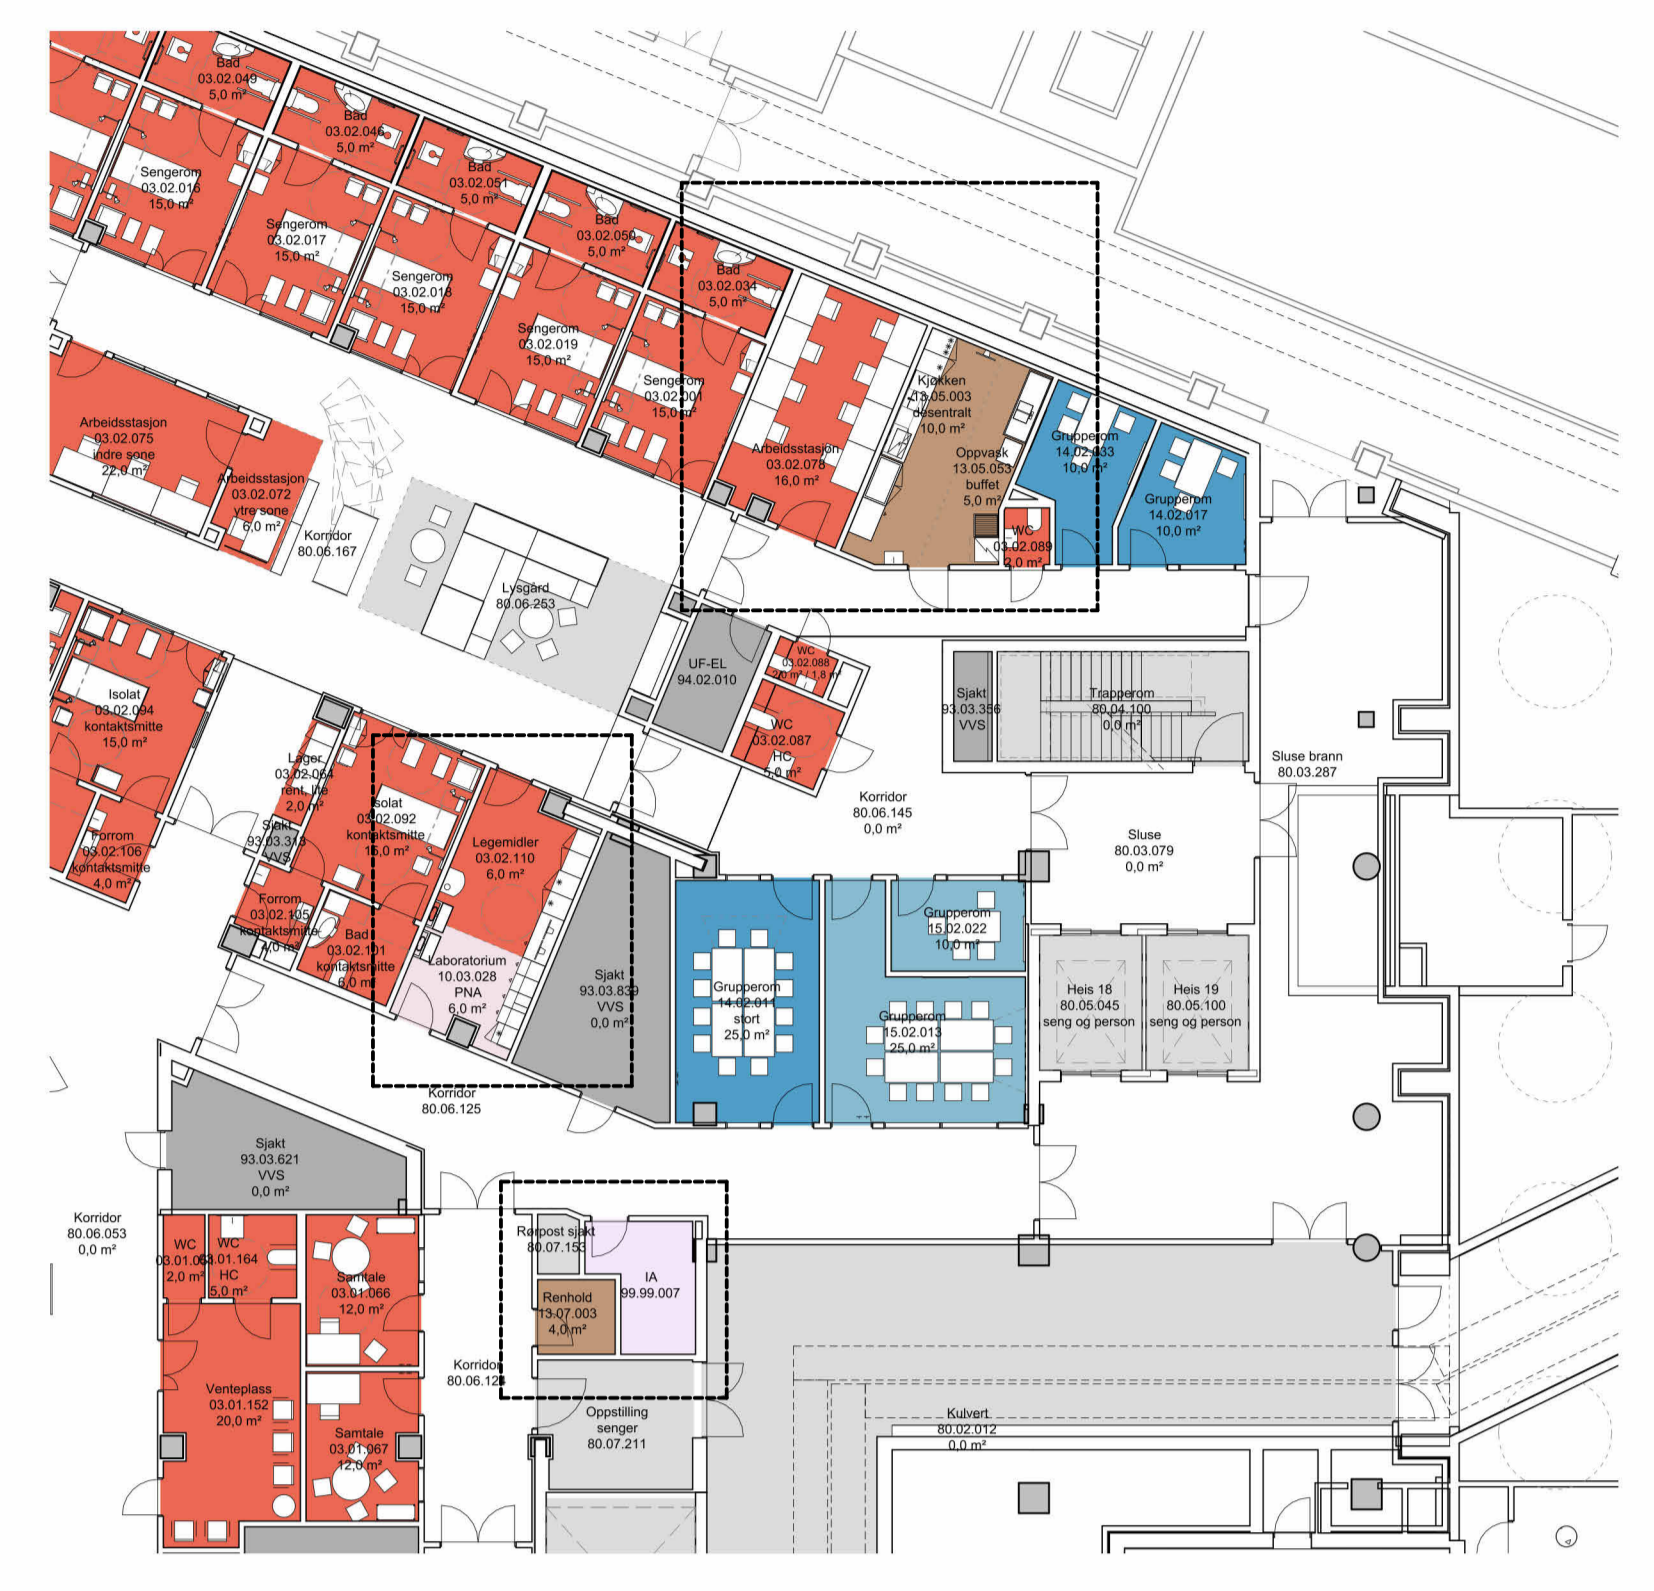 Bad
03.02.049
5,0 m²
Bad
03.02.046
5,0 m²
Bad
03.02.051
5,0 m²
Bad
03.02.050
5,0 m²
Bad
03.02.034
5,0 m²
Sengerom
03.02.016
15,0 m²
Sengerom
03.02.017
15,0 m²
Sengerom
03.02.018
15,0 m²
Sengerom
03.02.019
15,0 m²
Sengerom
03.02.001
15,0 m²
Arbeidsstasjon
03.02.078
16,0 m²
Kjøkken
13.05.003
desentralt
10,0 m²
Oppvask
13.05.053
buffet
5,0 m²
WC
03.02.089
2,0 m²
Grupperom
14.02.033
10,0 m²
Grupperom
14.02.017
10,0 m²
Arbeidsstasjon
03.02.075
indre sone
22,0 m²
Arbeidsstasjon
03.02.072
ytre sone
6,0 m²
Korridor
80.06.167
Lysgård
80.06.253
UF-EL
94.02.010
WC
03.02.088
2,0 m² / 1,8 m²
WC
03.02.087
HC
5,0 m²
Sjakt
93.03.356
VVS
Trapperom
80.04.100
0,0 m²
Sluse brann
80.03.287
Isolat
03.02.094
kontaktsmitte
15,0 m²
Forrom
03.02.106
kontaktsmitte
4,0 m²
Lager
03.02.064
rent, lite
2,0 m²
Sjakt
93.03.313
VVS
Isolat
03.02.092
kontaktsmitte
15,0 m²
Forrom
03.02.105
kontaktsmitte
4,0 m²
Bad
03.02.101
kontaktsmitte
6,0 m²
Legemidler
03.02.110
6,0 m²
Laboratorium
10.03.028
PNA
6,0 m²
Sjakt
93.03.839
VVS
0,0 m²
Korridor
80.06.145
0,0 m²
Sluse
80.03.079
0,0 m²
Grupperom
14.02.011
stort
25,0 m²
Grupperom
15.02.022
10,0 m²
Grupperom
15.02.013
25,0 m²
Heis 18
80.05.045
seng og person
Heis 19
80.05.100
seng og person
Korridor
80.06.125
Sjakt
93.03.621
VVS
0,0 m²
Korridor
80.06.053
0,0 m²
WC
2,0 m²
WC
03.01.164
HC
5,0 m²
Samtale
03.01.066
12,0 m²
Venteplass
03.01.152
20,0 m²
Samtale
03.01.067
12,0 m²
Korridor
Rørpost sjakt
80.07.153
IA
99.99.007
Renhold
13.07.003
4,0 m²
Oppstilling
senger
80.07.211
Kulvert
80.02.012
0,0 m²